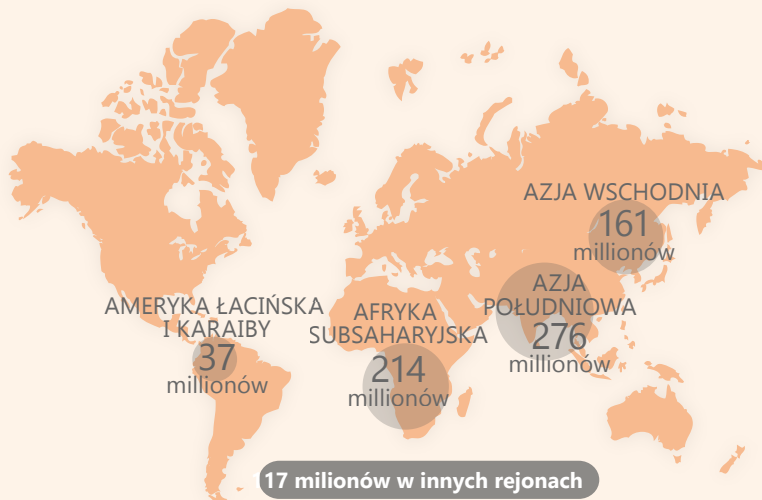 AZJA WSCHODNIA
161
millionów
AZJA
POŁUDNIOWA
276
millionów
AMERYKA ŁACIŃSKA
I KARAIBY
37
millionów
AFRYKA
SUBSAHARYJSKA
214
millionów
117 milionów w innych rejonach